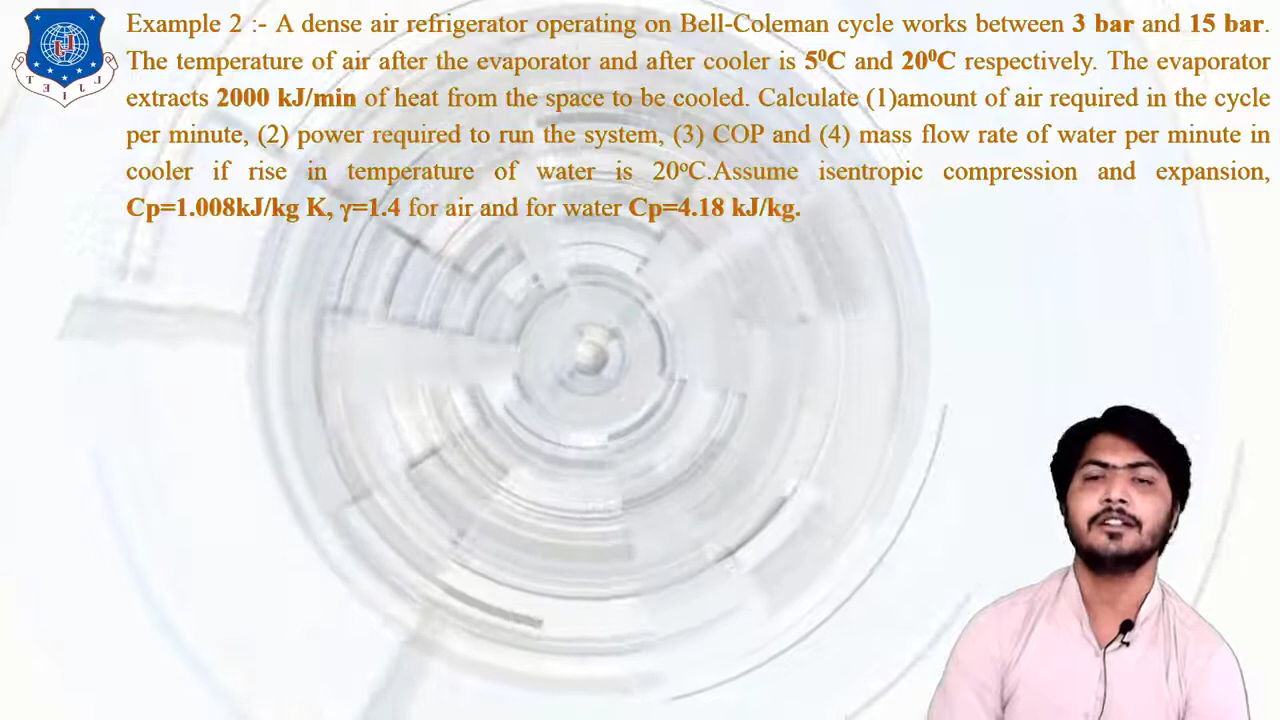 Example 2 :- A dense air refrigerator operating on Bell-Coleman cycle works between 3 bar and 15 bar.
The temperature of air after the evaporator and after cooler is 5⁰C and 20⁰C respectively. The evaporator
extracts 2000 kJ/min of heat from the space to be cooled. Calculate (1)amount of air required in the cycle
per minute, (2) power required to run the system, (3) COP and (4) mass flow rate of water per minute in
cooler if rise in temperature of water is 20ºC.Assume isentropic compression and expansion,
Cp=1.008kJ/kg K, γ=1.4 for air and for water Cp=4.18 kJ/kg.